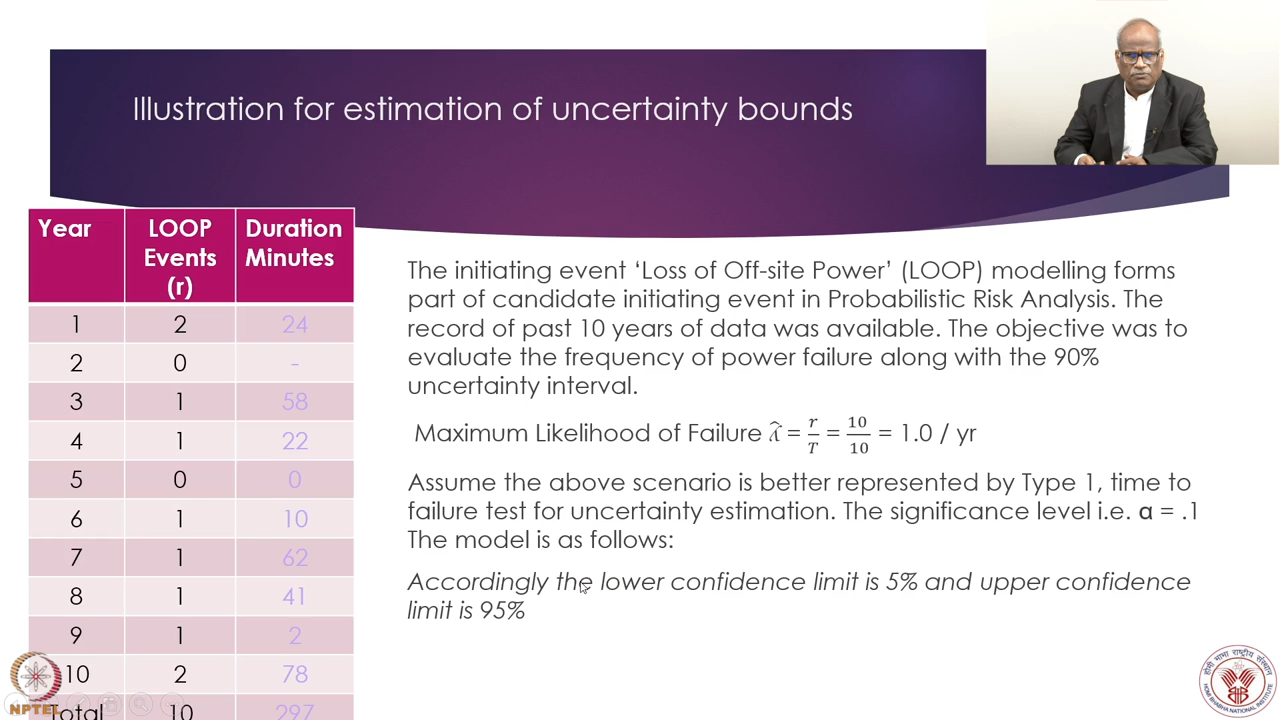 Illustration for estimation of uncertainty bounds
Year LOOP Events (r) Duration Minutes
1 2 24
2 0 -
3 1 58
4 1 22
5 0 0
6 1 10
7 1 62
8 1 41
9 1 2
10 2 78
Total 10 297
The initiating event ‘Loss of Off-site Power’ (LOOP) modelling forms
part of candidate initiating event in Probabilistic Risk Analysis. The
record of past 10 years of data was available. The objective was to
evaluate the frequency of power failure along with the 90%
uncertainty interval.
Maximum Likelihood of Failure λ̂ = r/T = 10/10 = 1.0 / yr
Assume the above scenario is better represented by Type 1, time to
failure test for uncertainty estimation. The significance level i.e. α = .1
The model is as follows:
Accordingly the lower confidence limit is 5% and upper confidence
limit is 95%
NPTEL